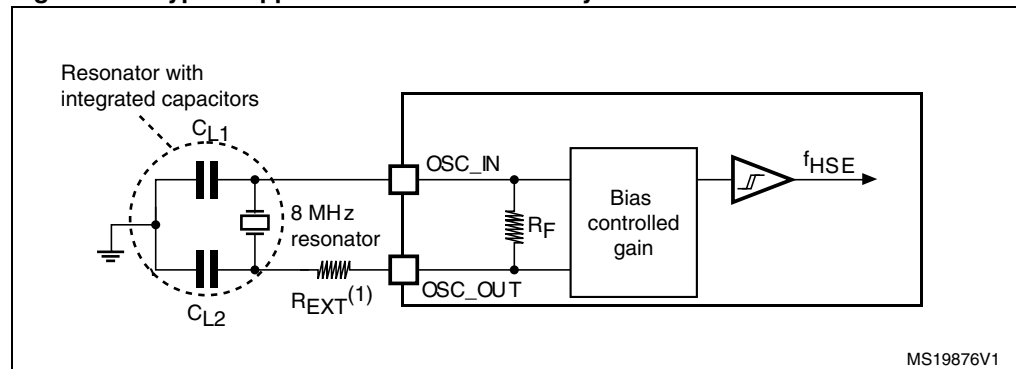 Resonator with
integrated capacitors
CL1
OSC_IN
fHSE
8 MHz
resonator
RF
Bias
controlled
gain
REXT(1)
OSC_OUT
CL2
MS19876V1